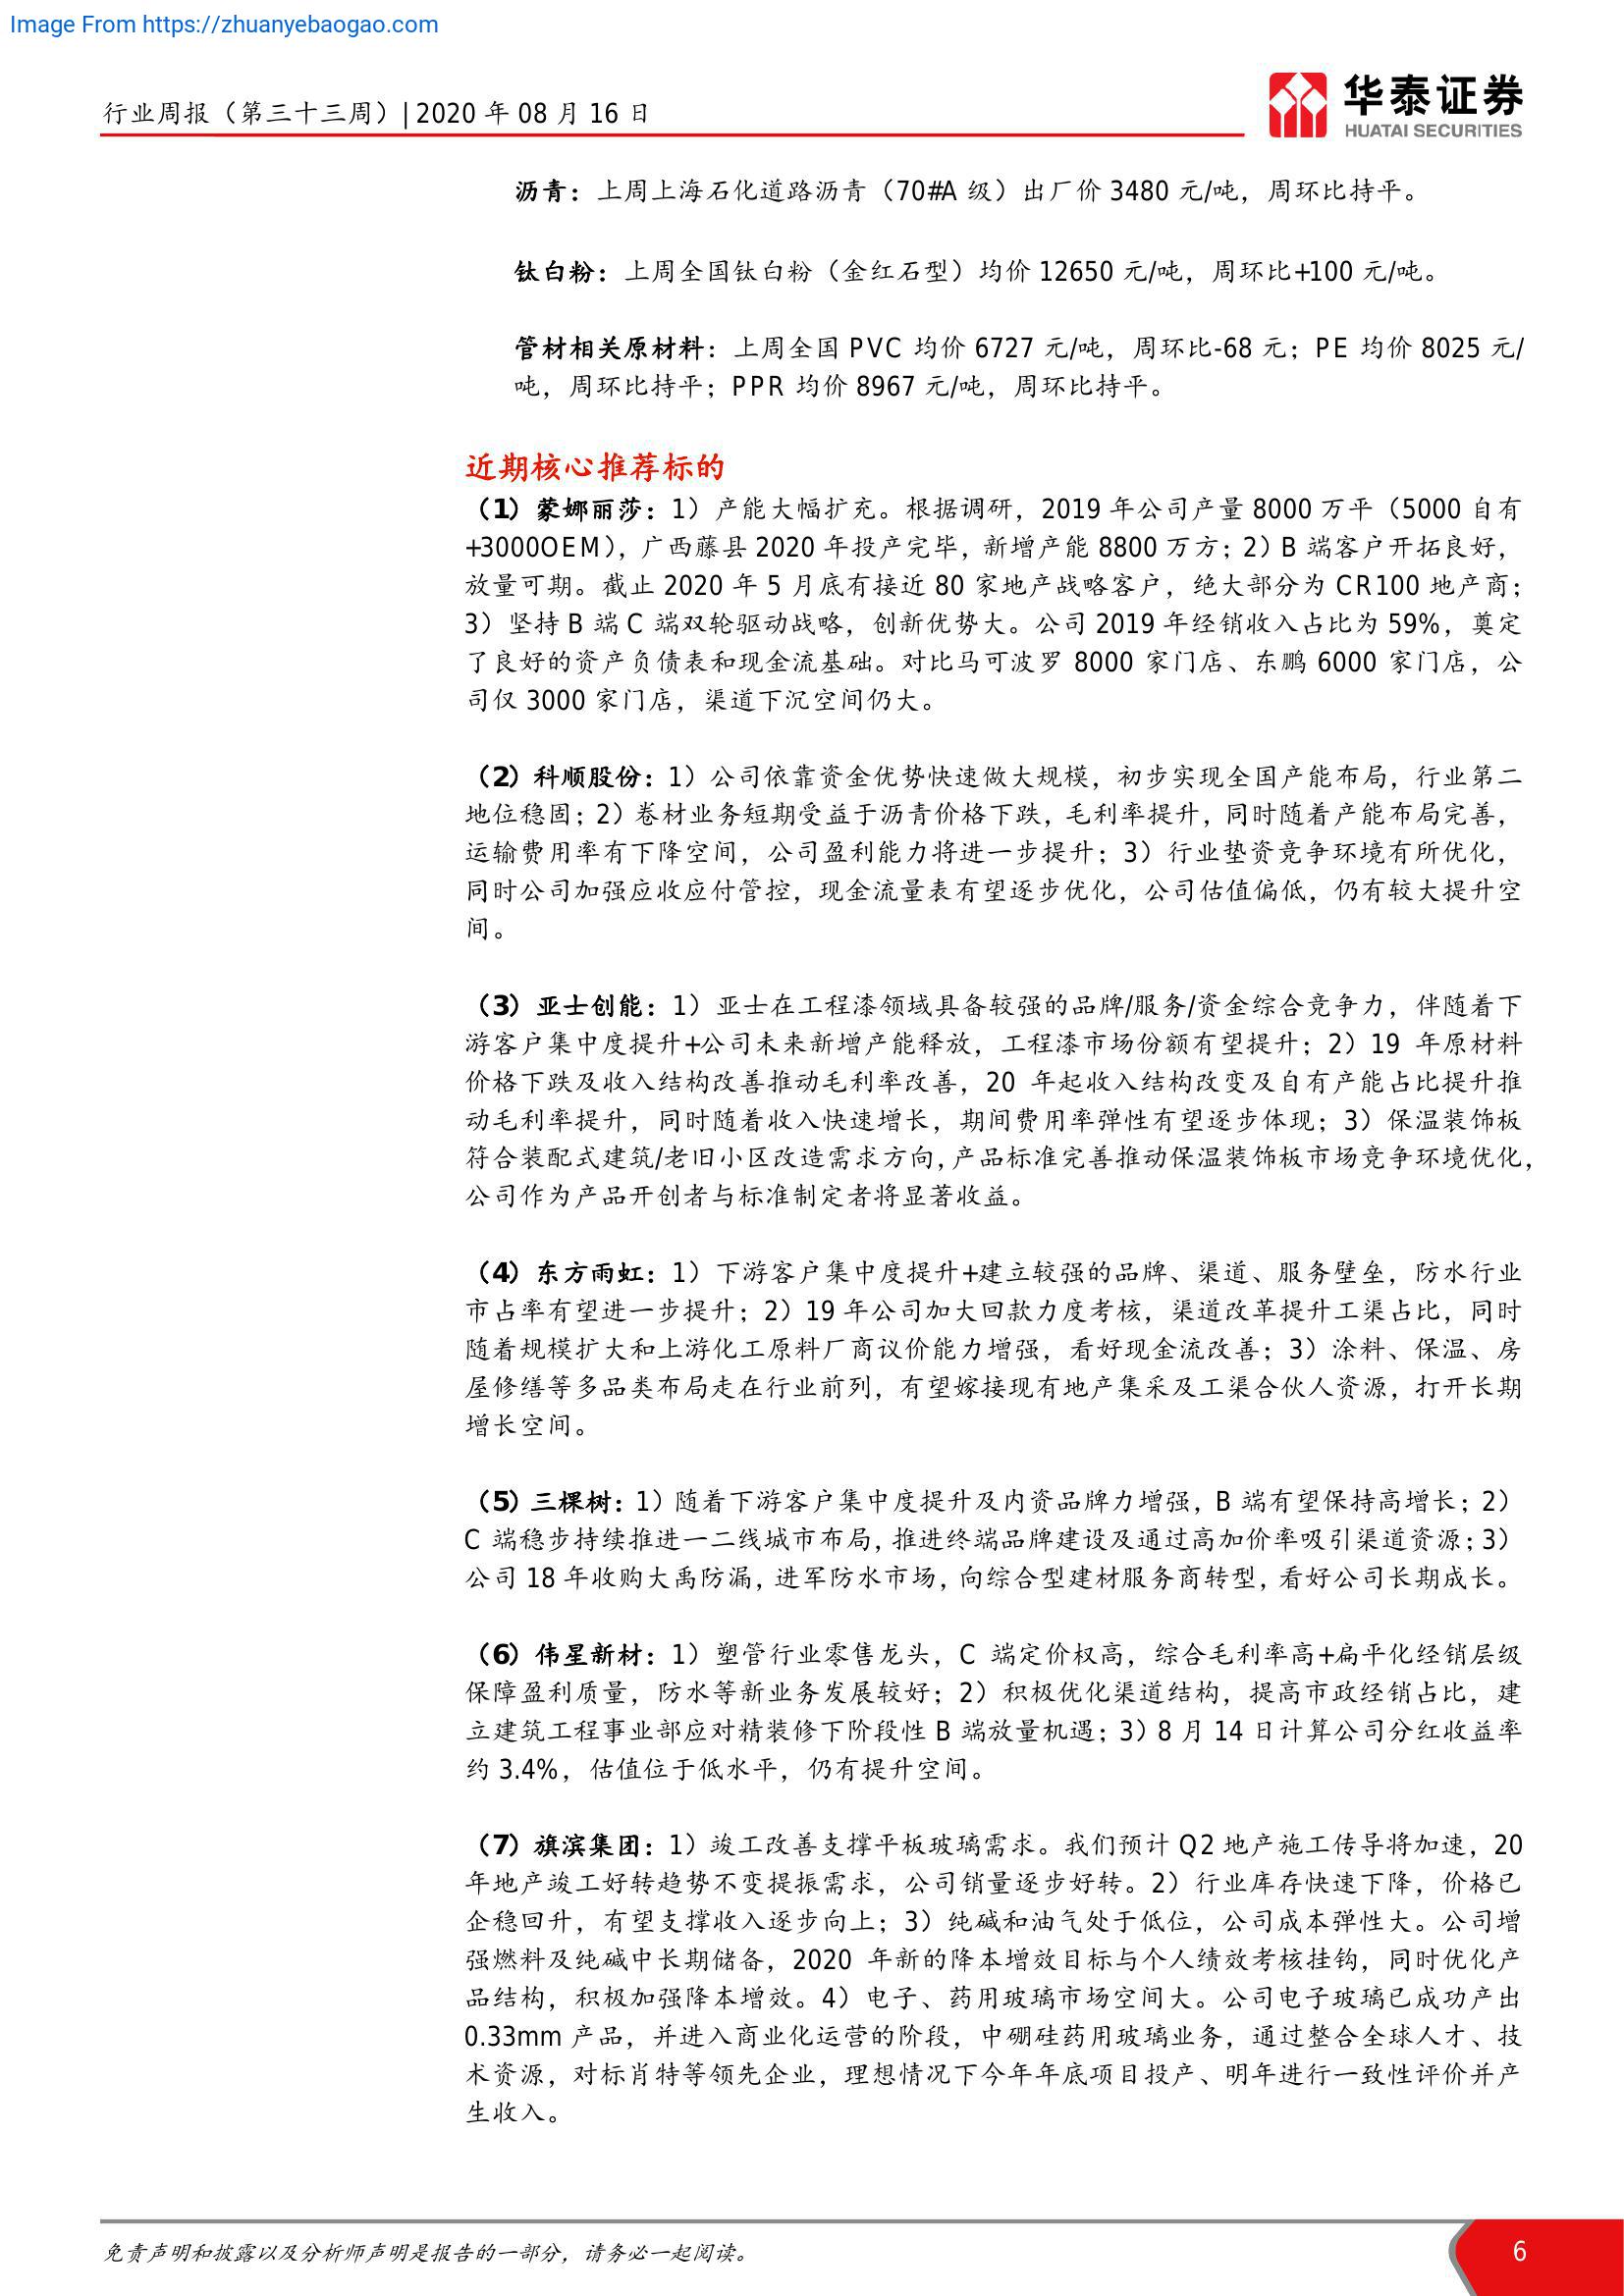 Image From https://zhuanyebaogao.com
行业周报（第三十三周）| 2020 年 08 月 16 日
华泰证券
HUATAI SECURITIES
沥青：上周上海石化道路沥青（70#A 级）出厂价 3480 元/吨，周环比持平。
钛白粉：上周全国钛白粉（金红石型）均价 12650 元/吨，周环比+100 元/吨。
管材相关原材料：上周全国 PVC 均价 6727 元/吨，周环比-68 元；PE 均价 8025 元/
吨，周环比持平；PPR 均价 8967 元/吨，周环比持平。
近期核心推荐标的
（1）蒙娜丽莎：1）产能大幅扩充。根据调研，2019 年公司产量 8000 万平（5000 自有
+3000OEM），广西藤县 2020 年投产完毕，新增产能 8800 万方；2）B 端客户开拓良好，
放量可期。截止 2020 年 5 月底有接近 80 家地产战略客户，绝大部分为 CR100 地产商；
3）坚持 B 端 C 端双轮驱动战略，创新优势大。公司 2019 年经销收入占比为 59%，奠定
了良好的资产负债表和现金流基础。对比马可波罗 8000 家门店、东鹏 6000 家门店，公
司仅 3000 家门店，渠道下沉空间仍大。
（2）科顺股份：1）公司依靠资金优势快速做大规模，初步实现全国产能布局，行业第二
地位稳固；2）卷材业务短期受益于沥青价格下跌，毛利率提升，同时随着产能布局完善，
运输费用率有下降空间，公司盈利能力将进一步提升；3）行业垫资竞争环境有所优化，
同时公司加强应收应付管控，现金流量表有望逐步优化，公司估值偏低，仍有较大提升空
间。
（3）亚士创能：1）亚士在工程漆领域具备较强的品牌/服务/资金综合竞争力，伴随着下
游客户集中度提升+公司未来新增产能释放，工程漆市场份额有望提升；2）19 年原材料
价格下跌及收入结构改善推动毛利率改善，20 年起收入结构改变及自有产能占比提升推
动毛利率提升，同时随着收入快速增长，期间费用率弹性有望逐步体现；3）保温装饰板
符合装配式建筑/老旧小区改造需求方向，产品标准完善推动保温装饰板市场竞争环境优化，
公司作为产品开创者与标准制定者将显著收益。
（4）东方雨虹：1）下游客户集中度提升+建立较强的品牌、渠道、服务壁垒，防水行业
市占率有望进一步提升；2）19 年公司加大回款力度考核，渠道改革提升工渠占比，同时
随着规模扩大和上游化工原料厂商议价能力增强，看好现金流改善；3）涂料、保温、房
屋修缮等多品类布局走在行业前列，有望嫁接现有地产集采及工渠合伙人资源，打开长期
增长空间。
（5）三棵树：1）随着下游客户集中度提升及内资品牌力增强，B 端有望保持高增长；2）
C 端稳步持续推进一二线城市布局，推进终端品牌建设及通过高加价率吸引渠道资源；3）
公司 18 年收购大禹防漏，进军防水市场，向综合型建材服务商转型，看好公司长期成长。
（6）伟星新材：1）塑管行业零售龙头，C 端定价权高，综合毛利率高+扁平化经销层级
保障盈利质量，防水等新业务发展较好；2）积极优化渠道结构，提高市政经销占比，建
立建筑工程事业部应对精装修下阶段性 B 端放量机遇；3）8 月 14 日计算公司分红收益率
约 3.4%，估值位于低水平，仍有提升空间。
（7）旗滨集团：1）竣工改善支撑平板玻璃需求。我们预计 Q2 地产施工传导将加速，20
年地产竣工好转趋势不变提振需求，公司销量逐步好转。2）行业库存快速下降，价格已
企稳回升，有望支撑收入逐步向上；3）纯碱和油气处于低位，公司成本弹性大。公司增
强燃料及纯碱中长期储备，2020 年新的降本增效目标与个人绩效考核挂钩，同时优化产
品结构，积极加强降本增效。4）电子、药用玻璃市场空间大。公司电子玻璃已成功产出
0.33mm 产品，并进入商业化运营的阶段，中硼硅药用玻璃业务，通过整合全球人才、技
术资源，对标肖特等领先企业，理想情况下今年年底项目投产、明年进行一致性评价并产
生收入。
免责声明和披露以及分析师声明是报告的一部分，请务必一起阅读。
6